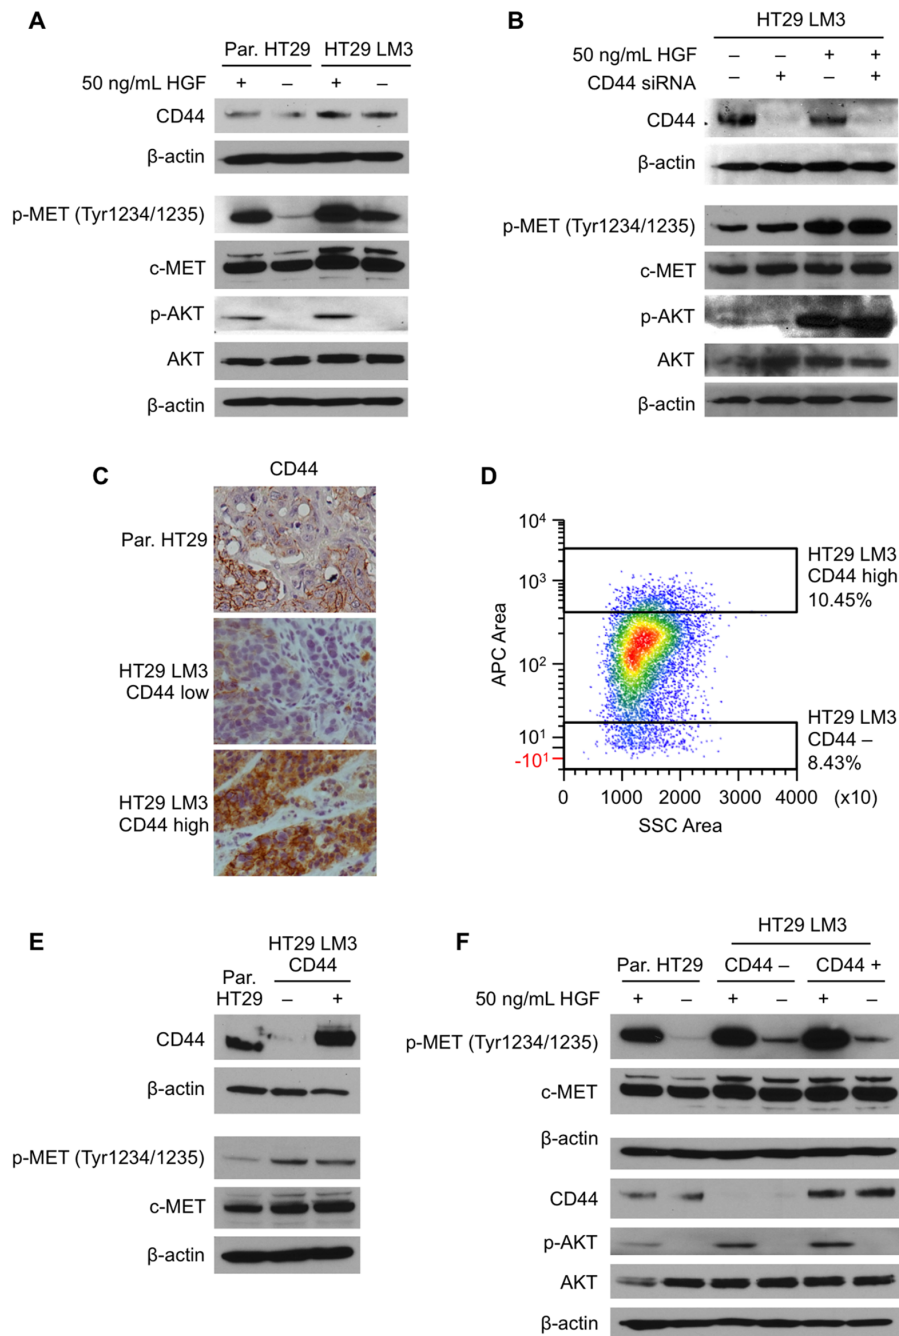 A
Par. HT29 HT29 LM3
50 ng/mL HGF + – + –
CD44
β-actin
p-MET (Tyr1234/1235)
c-MET
p-AKT
AKT
β-actin
B
HT29 LM3
50 ng/mL HGF – – + +
CD44 siRNA – + – +
CD44
β-actin
p-MET (Tyr1234/1235)
c-MET
p-AKT
AKT
β-actin
C
CD44
Par. HT29
HT29 LM3
CD44 low
HT29 LM3
CD44 high
D
10⁴
10³
10²
10¹
-10¹
APC Area
0 1000 2000 3000 4000 (x10)
SSC Area
HT29 LM3
CD44 high
10.45%
HT29 LM3
CD44 –
8.43%
E
HT29 LM3
CD44
Par.
HT29 – +
CD44
β-actin
p-MET (Tyr1234/1235)
c-MET
β-actin
F
HT29 LM3
Par. HT29 CD44 – CD44 +
50 ng/mL HGF + – + – + –
p-MET (Tyr1234/1235)
c-MET
β-actin
CD44
p-AKT
AKT
β-actin